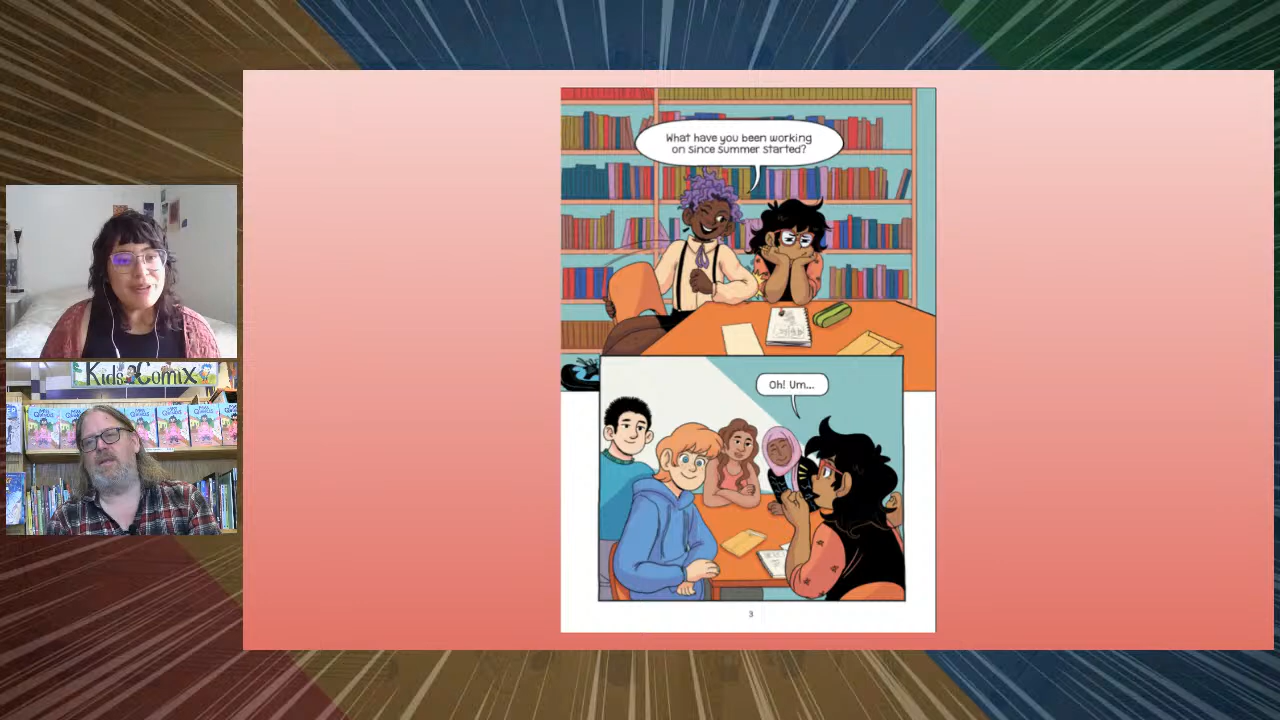 What have you been working
on since summer started?
Oh! Um...
3
Kids Comix